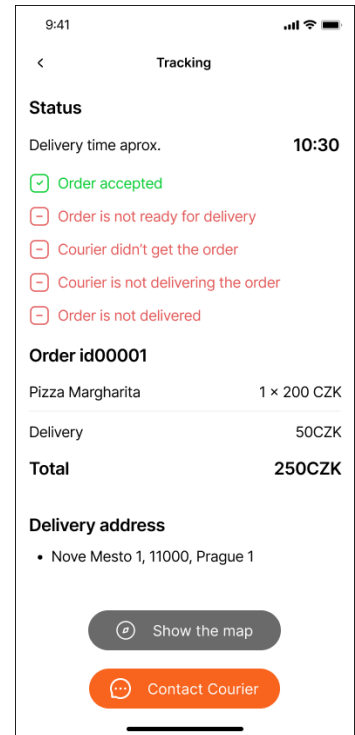 9:41
Tracking
Status
Delivery time aprox. 10:30
Order accepted
Order is not ready for delivery
Courier didn't get the order
Courier is not delivering the order
Order is not delivered
Order id00001
Pizza Margharita 1 × 200 CZK
Delivery 50CZK
Total 250CZK
Delivery address
• Nove Mesto 1, 11000, Prague 1
Show the map
Contact Courier